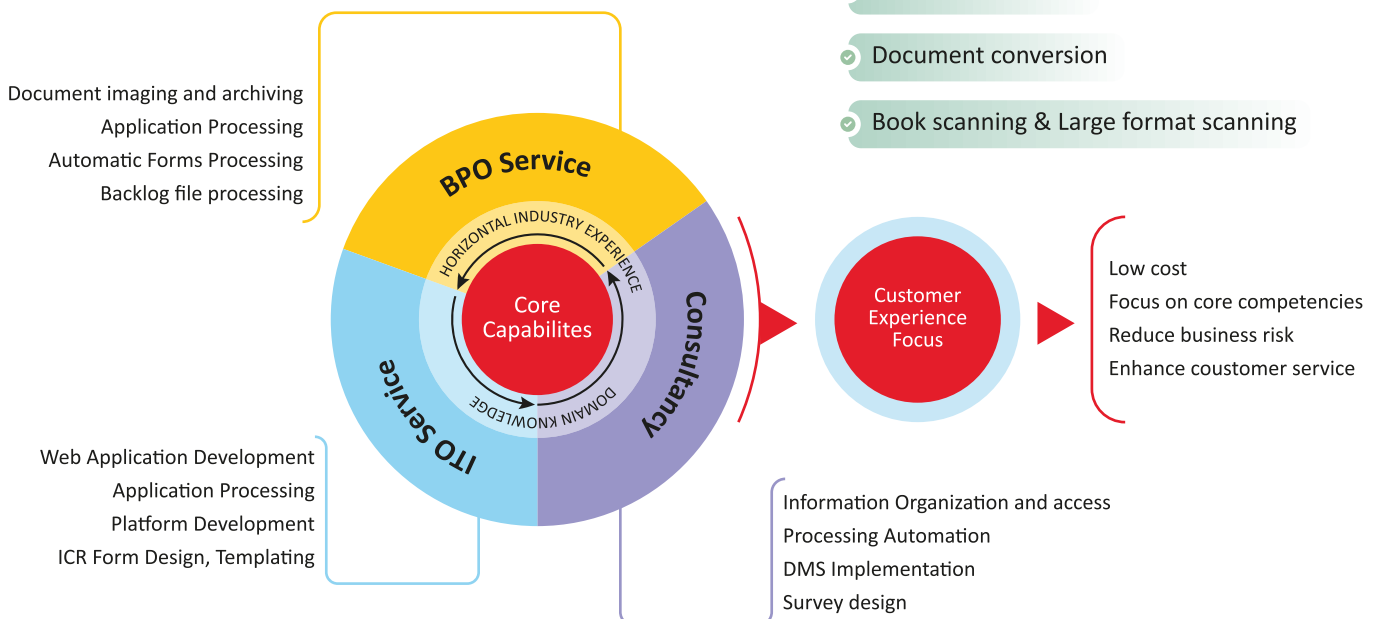 Document conversion
Book scanning & Large format scanning
Document imaging and archiving
Application Processing
Automatic Forms Processing
Backlog file processing
BPO Service
HORIZONTAL INDUSTRY EXPERIENCE
Core
Capabilites
DOMAIN KNOWLEDGE
Consultancy
ITO Service
Customer
Experience
Focus
Low cost
Focus on core competencies
Reduce business risk
Enhance coustomer service
Web Application Development
Application Processing
Platform Development
ICR Form Design, Templating
Information Organization and access
Processing Automation
DMS Implementation
Survey design